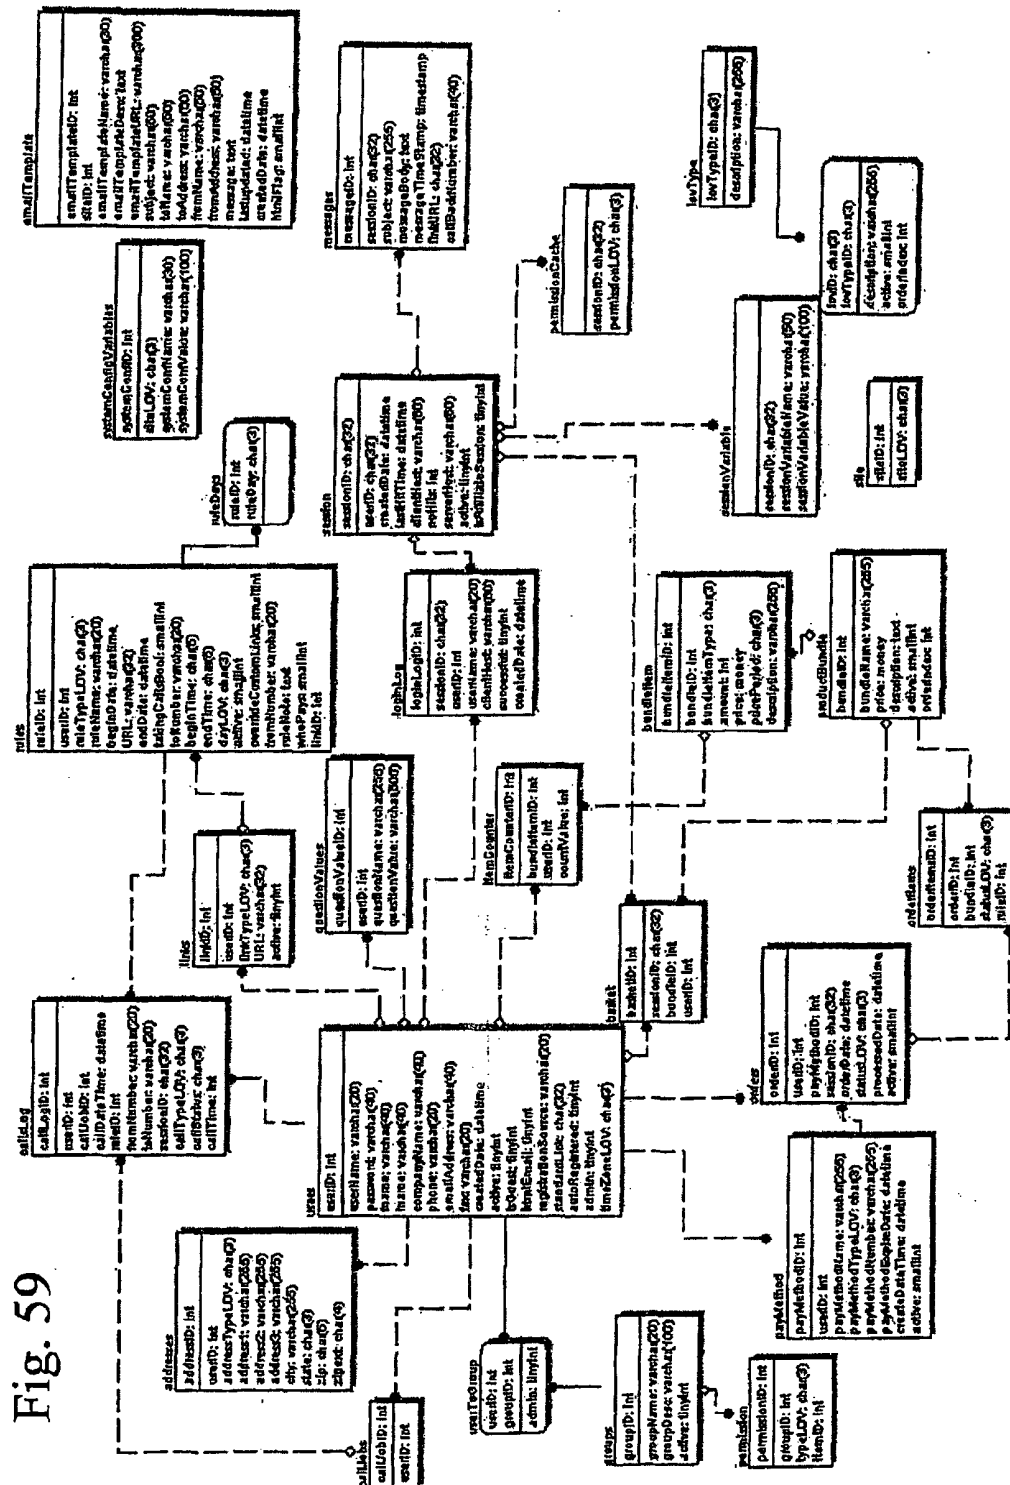 Fig. 59
emailTemplate
emailTemplateID: int
siteID: int
emailTemplateName: varchar(30)
emailTemplateDesc: text
emailTemplateURL: varchar(300)
subject: varchar(50)
toName: varchar(50)
toAddress: varchar(50)
fromName: varchar(50)
fromAddress: varchar(50)
message: text
lastupdated: datetime
createdDate: datetime
htmlFlag: smallint
systemConfigVariables
systemConfID: int
siteLOV: char(3)
systemConfName: varchar(30)
systemConfValue: varchar(100)
ruleDays
ruleID: int
ruleDay: char(3)
rules
ruleID: int
userID: int
ruleTypeLOV: char(3)
ruleName: varchar(20)
beginDate: datetime
URL: varchar(32)
endDate: datetime
takingCallsBool: smallint
toNumber: varchar(20)
beginTime: char(5)
endTime: char(5)
dayLOV: char(3)
active: smallint
overrideCustomLinks: smallint
fromNumber: varchar(20)
ruleNote: text
whoPays: smallint
linkID: int
callsLog
callLogID: int
userID: int
callJobID: int
callDateTime: datetime
ruleID: int
fromNumber: varchar(20)
toNumber: varchar(20)
sessionID: char(32)
callTypeLOV: char(3)
callStatus: char(3)
callTime: int
links
linkID: int
userID: int
linkTypeLOV: char(3)
URL: varchar(32)
active: tinyint
questionValues
questionValueID: int
userID: int
questionName: varchar(255)
questionValue: varchar(500)
messages
messageID: int
sessionID: char(32)
subject: varchar(255)
messageBody: text
messageTimeStamp: timestamp
linkURL: char(32)
callBackNumber: varchar(40)
session
sessionID: char(32)
userID: char(32)
createdDate: datetime
lastHitTime: datetime
clientHost: varchar(60)
noHits: int
serverHost: varchar(60)
active: tinyint
isAffiliateSession: tinyint
loginLog
loginLogID: int
sessionID: char(32)
userID: int
userName: varchar(20)
clientHost: varchar(60)
successful: tinyint
createdDate: datetime
permissionCache
sessionID: char(32)
permissionLOV: char(3)
itemCounter
itemCounterID: int
bundleItemID: int
userID: int
countValue: int
users
userID: int
userName: varchar(20)
password: varchar(40)
fname: varchar(40)
lname: varchar(40)
companyName: varchar(40)
phone: varchar(20)
emailAddress: varchar(40)
fax: varchar(20)
createdDate: datetime
active: tinyint
isGuest: tinyint
htmlEmail: tinyint
registrationSource: varchar(20)
standardLink: char(32)
autoRegistered: tinyint
admin: tinyint
timeZoneLOV: char(3)
addresses
addressID: int
userID: int
addressTypeLOV: char(3)
address1: varchar(255)
address2: varchar(255)
address3: varchar(255)
city: varchar(255)
state: char(3)
zip: char(5)
zipext: char(4)
callJobs
callJobID: int
userID: int
userToGroup
userID: int
groupID: int
admin: tinyint
groups
groupID: int
groupName: varchar(20)
groupDesc: varchar(100)
active: tinyint
permission
permissionID: int
groupID: int
typeLOV: char(3)
itemID: int
basket
basketID: int
sessionID: char(32)
bundleID: int
userID: int
bundleItem
bundleItemID: int
bundleID: int
bundleItemType: char(3)
amount: int
price: money
pricePeriod: char(3)
description: varchar(255)
sessionVariable
sessionID: char(32)
sessionVariableName: varchar(50)
sessionVariableValue: varchar(100)
lovType
lovTypeID: char(3)
description: varchar(255)
lovID: char(3)
lovTypeID: char(3)
description: varchar(255)
active: smallint
orderIndex: int
site
siteID: int
siteLOV: char(3)
productBundle
bundleID: int
bundleName: varchar(255)
price: money
description: text
active: smallint
orderIndex: int
orderItems
orderItemsID: int
orderID: int
bundleID: int
statusLOV: char(3)
ruleID: int
orders
orderID: int
userID: int
payMethodID: int
sessionID: char(32)
orderDate: datetime
statusLOV: char(3)
processedDate: datetime
active: smallint
payMethod
payMethodID: int
userID: int
payMethodName: varchar(255)
payMethodTypeLOV: char(3)
payMethodNumber: varchar(255)
payMethodExpireDate: datetime
createDateTime: datetime
active: smallint